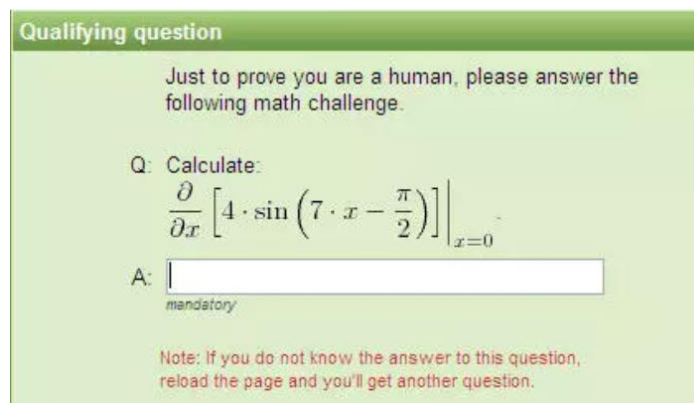 Qualifying question
Just to prove you are a human, please answer the
following math challenge.
Q: Calculate:
∂/∂x [4 · sin (7 · x − π/2)]|x=0
A:
mandatory
Note: If you do not know the answer to this question,
reload the page and you'll get another question.